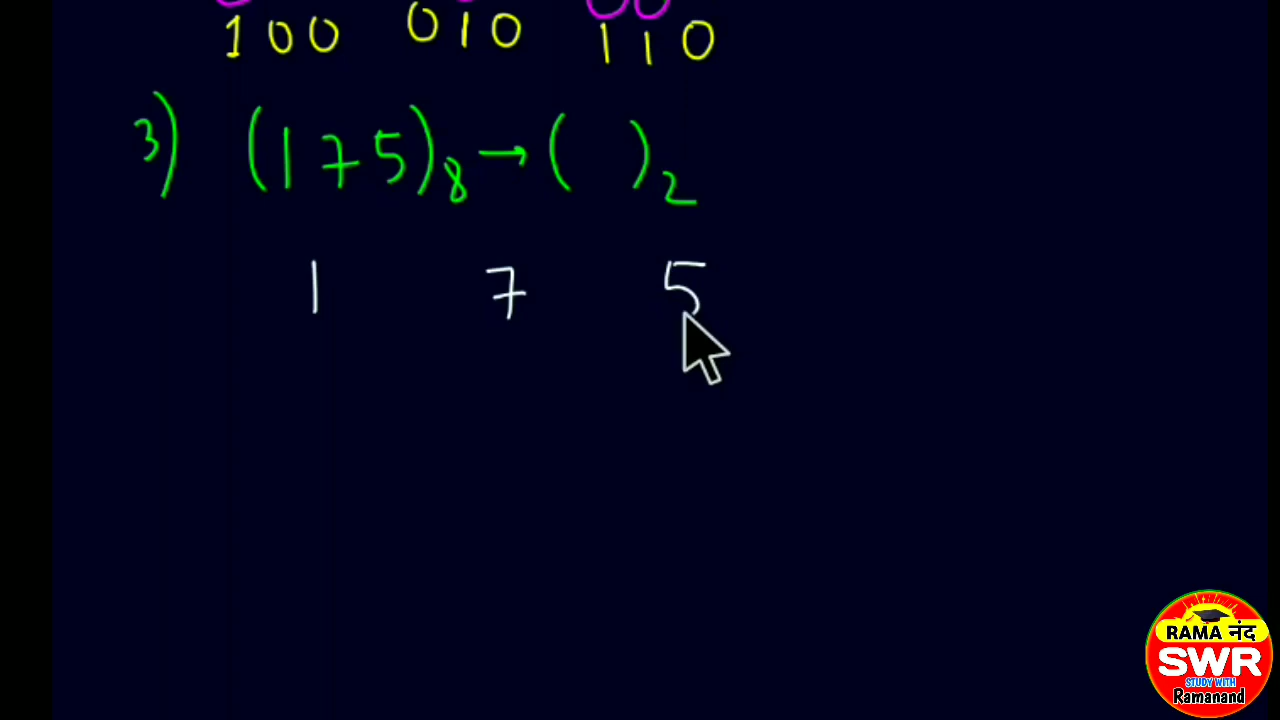 100 010 110
3) (175)8 → ( )2
1 7 5
RAMA नंद
SWR
STUDY WITH
Ramanand